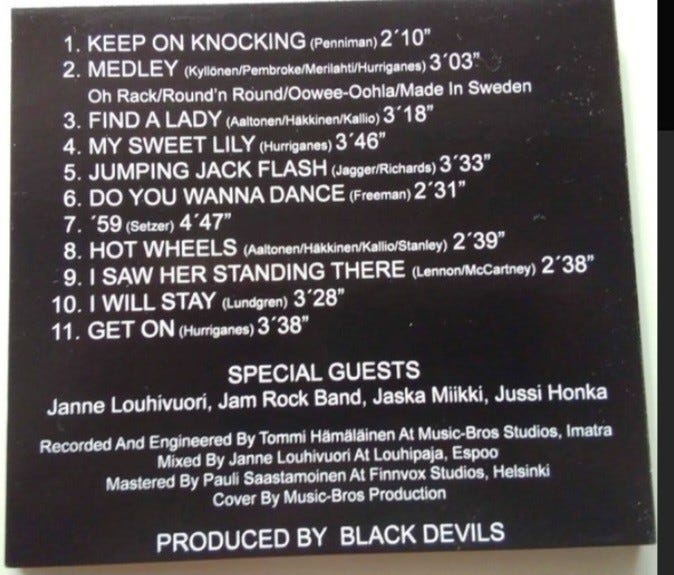 1. KEEP ON KNOCKING (Penniman) 2´10”
2. MEDLEY (Kyllönen/Pembroke/Merilahti/Hurriganes) 3´03”
Oh Rack/Round'n Round/Oowee-Oohla/Made In Sweden
3. FIND A LADY (Aaltonen/Häkkinen/Kallio) 3´18”
4. MY SWEET LILY (Hurriganes) 3´46”
5. JUMPING JACK FLASH (Jagger/Richards) 3´33”
6. DO YOU WANNA DANCE (Freeman) 2´31”
7. ´59 (Setzer) 4´47”
8. HOT WHEELS (Aaltonen/Häkkinen/Kallio/Stanley) 2´39”
9. I SAW HER STANDING THERE (Lennon/McCartney) 2´38”
10. I WILL STAY (Lundgren) 3´28”
11. GET ON (Hurriganes) 3´38”
SPECIAL GUESTS
Janne Louhivuori, Jam Rock Band, Jaska Miikki, Jussi Honka
Recorded And Engineered By Tommi Hämäläinen At Music-Bros Studios, Imatra
Mixed By Janne Louhivuori At Louhipaja, Espoo
Mastered By Pauli Saastamoinen At Finnvox Studios, Helsinki
Cover By Music-Bros Production
PRODUCED BY BLACK DEVILS